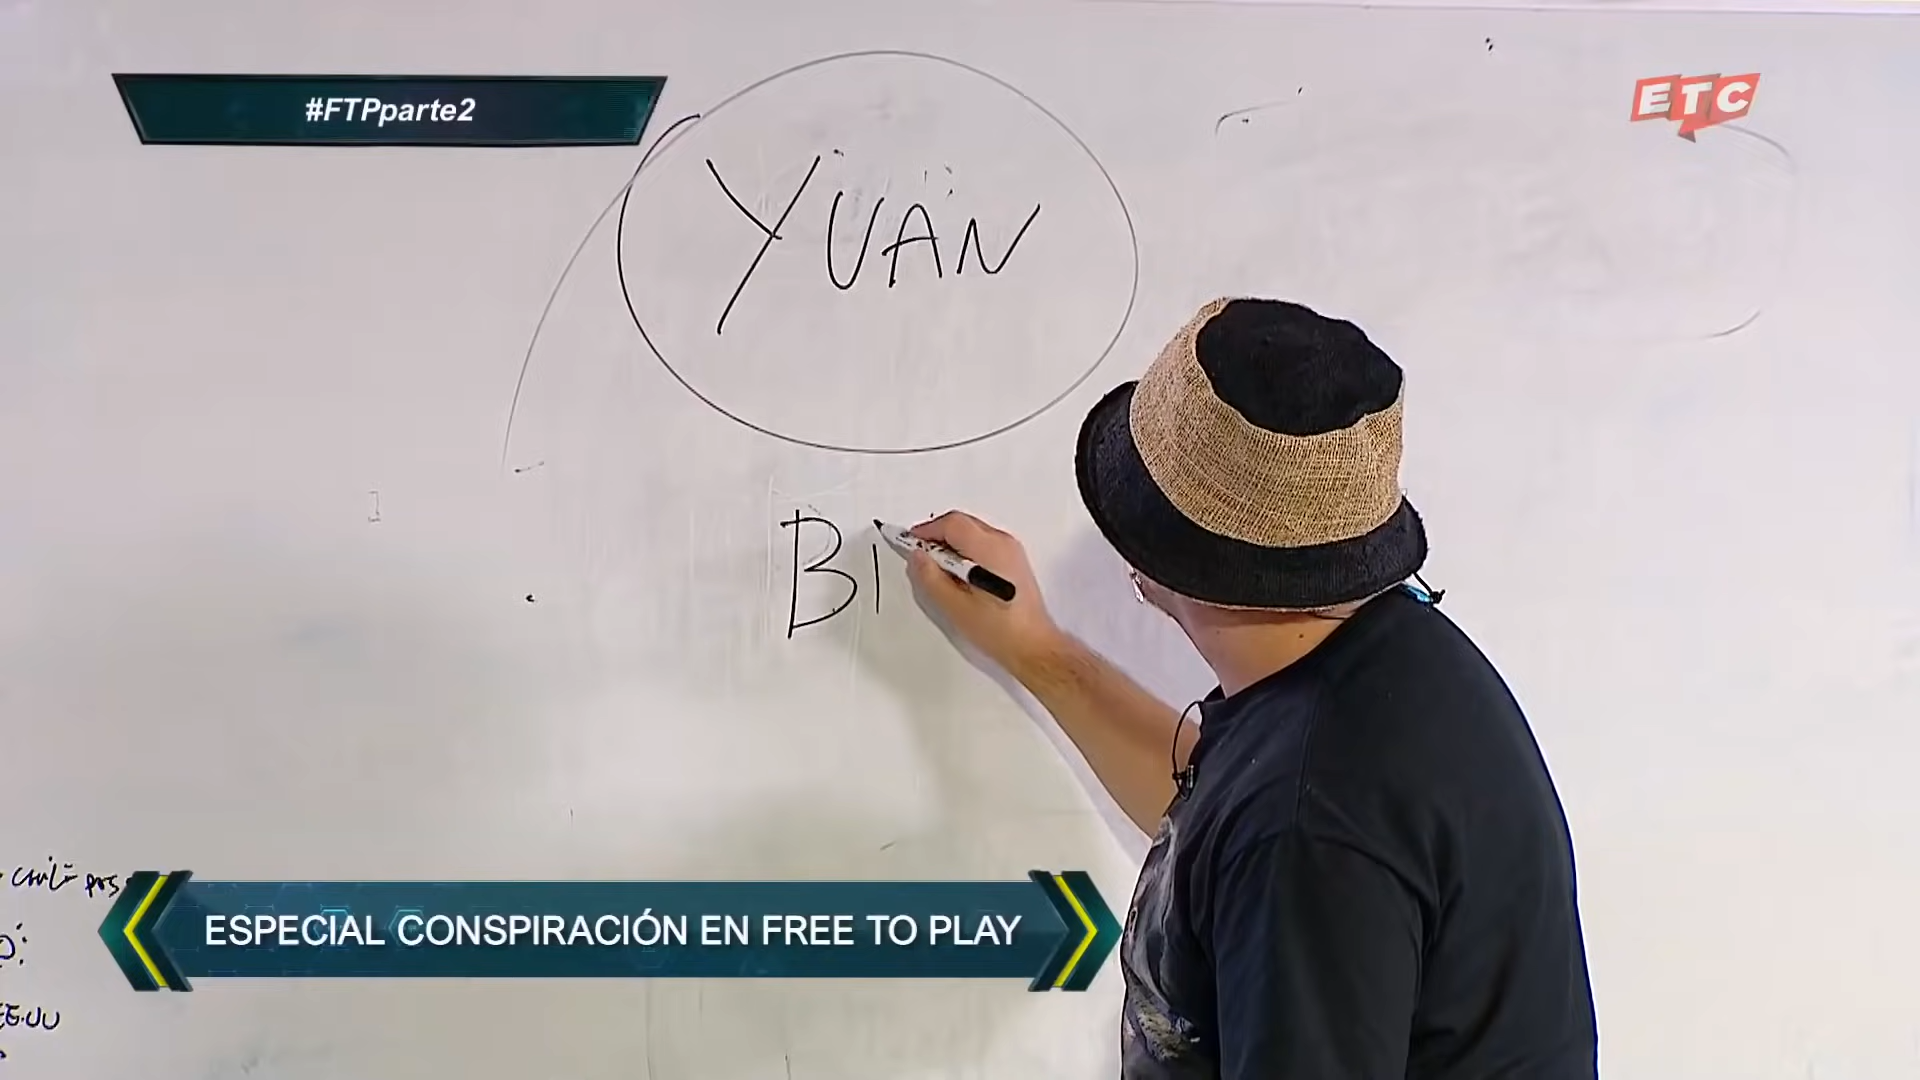 #FTPparte2
ETC
YUAN
BI
ESPECIAL CONSPIRACIÓN EN FREE TO PLAY
EE.UU